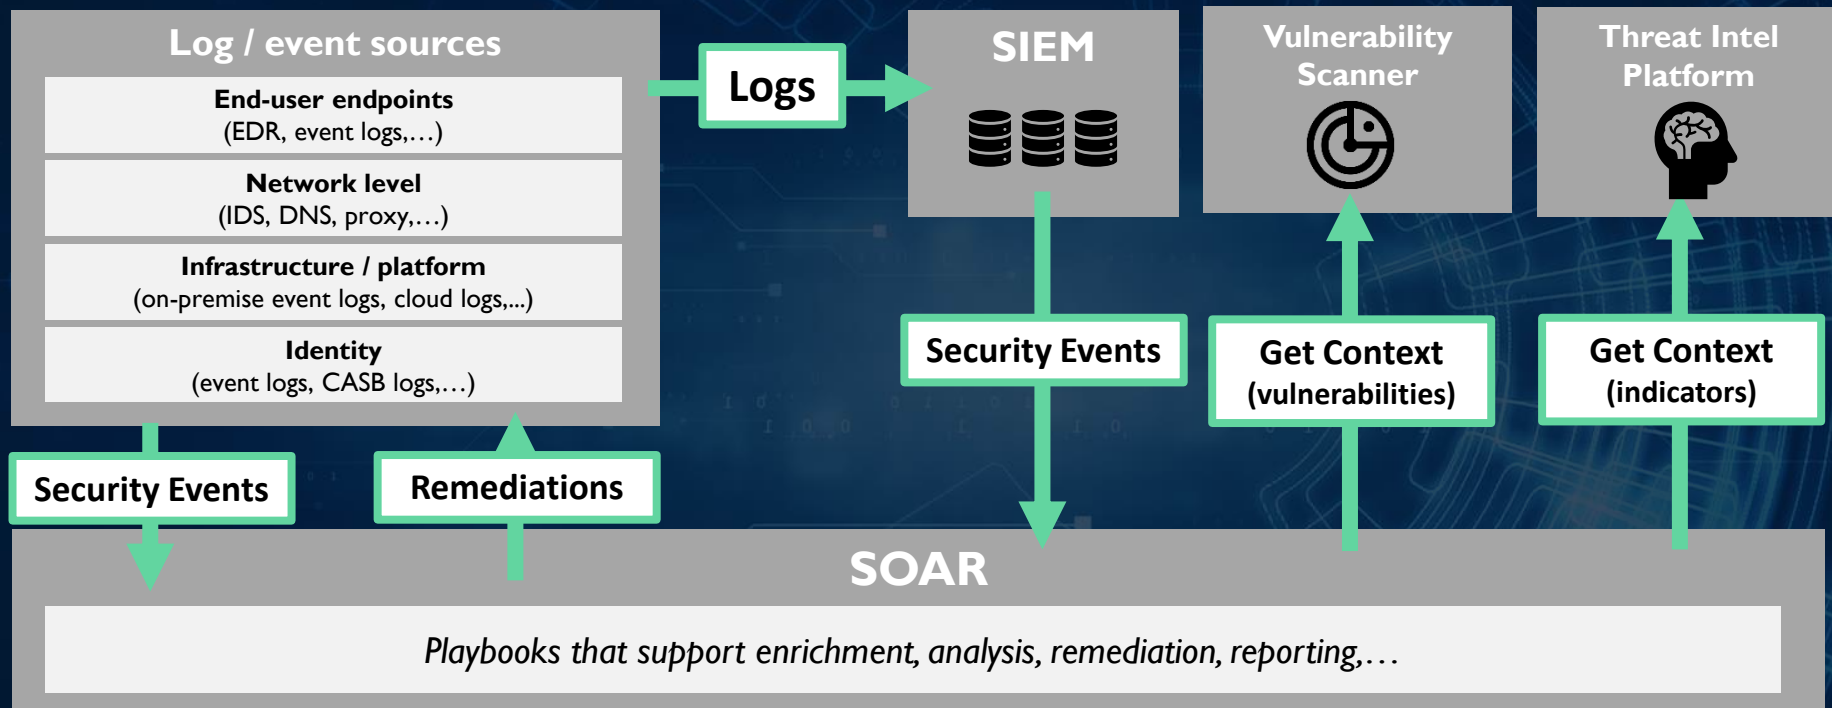 Log / event sources
End-user endpoints
(EDR, event logs,...)
Network level
(IDS, DNS, proxy,...)
Infrastructure / platform
(on-premise event logs, cloud logs,...)
Identity
(event logs, CASB logs,...)
Logs
SIEM
Vulnerability
Scanner
Threat Intel
Platform
Security Events
Remediations
Security Events
Get Context
(vulnerabilities)
Get Context
(indicators)
SOAR
Playbooks that support enrichment, analysis, remediation, reporting,...